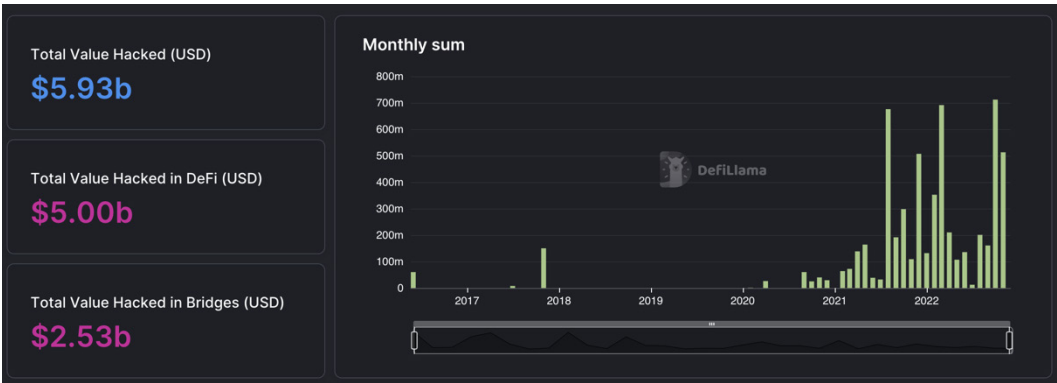 Total Value Hacked (USD)
$5.93b
Total Value Hacked in DeFi (USD)
$5.00b
Total Value Hacked in Bridges (USD)
$2.53b
Monthly sum
800m
700m
600m
500m
400m
300m
200m
100m
0
DefiLlama
2017
2018
2019
2020
2021
2022